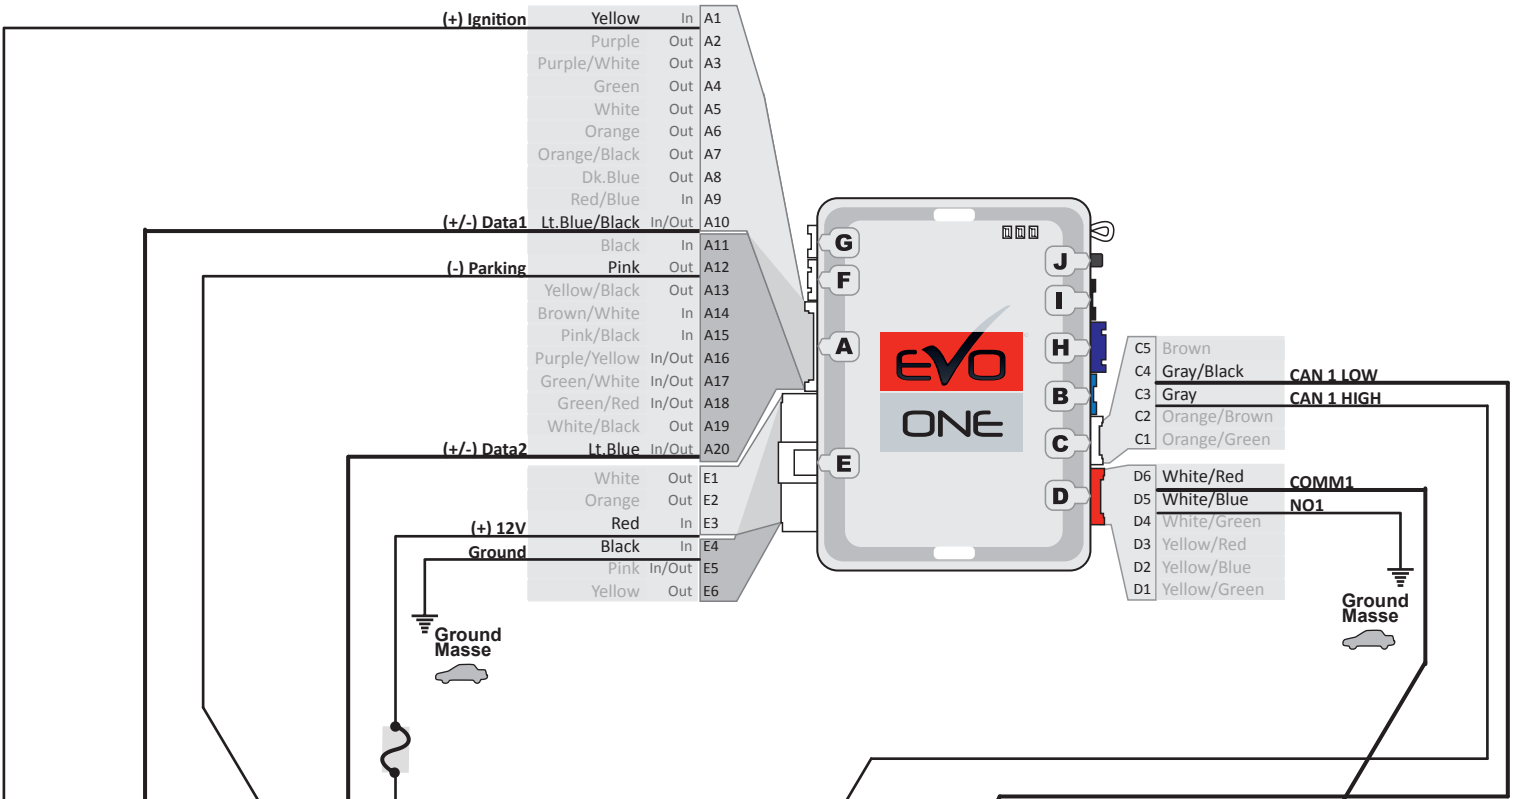 (+) Ignition Yellow In A1
Purple Out A2
Purple/White Out A3
Green Out A4
White Out A5
Orange Out A6
Orange/Black Out A7
Dk.Blue Out A8
Red/Blue In A9
(+/-) Data1 Lt.Blue/Black In/Out A10
Black In A11
(-) Parking Pink Out A12
Yellow/Black Out A13
Brown/White In A14
Pink/Black In A15
Purple/Yellow In/Out A16
Green/White In/Out A17
Green/Red In/Out A18
White/Black Out A19
(+/-) Data2 Lt.Blue In/Out A20
White Out E1
Orange Out E2
(+) 12V Red In E3
Ground Black In E4
Pink In/Out E5
Yellow Out E6
Ground
Masse
G
F
A
E
J
I
H
B
C
D
EVO
ONE
C5 Brown
C4 Gray/Black CAN 1 LOW
C3 Gray CAN 1 HIGH
C2 Orange/Brown
C1 Orange/Green
D6 White/Red COMM1
D5 White/Blue NO1
D4 White/Green
D3 Yellow/Red
D2 Yellow/Blue
D1 Yellow/Green
Ground
Masse